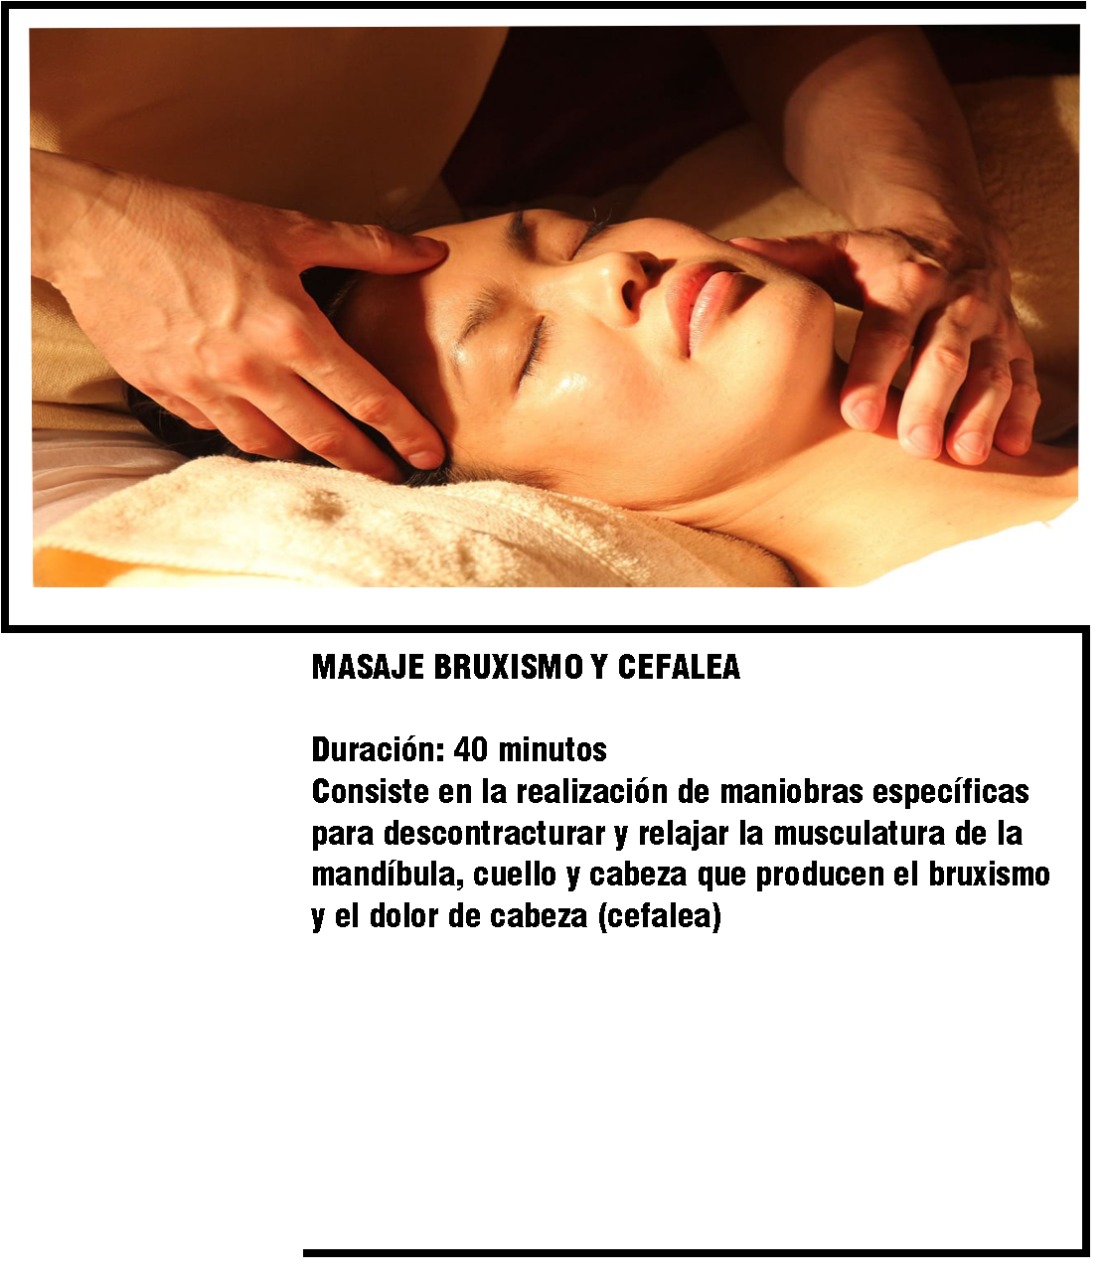 MASAJE BRUXISMO Y CEFALEA
Duración: 40 minutos
Consiste en la realización de maniobras específicas
para descontracturar y relajar la musculatura de la
mandíbula, cuello y cabeza que producen el bruxismo
y el dolor de cabeza (cefalea)